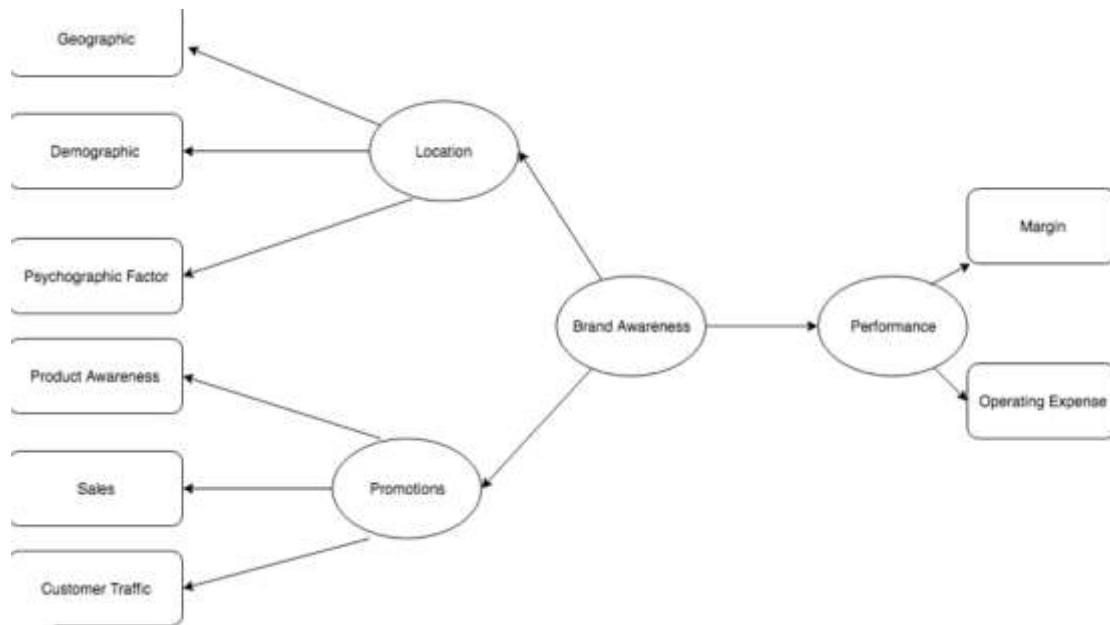 Geographic
Demographic
Psychographic Factor
Product Awareness
Sales
Customer Traffic
Location
Promotions
Brand Awareness
Performance
Margin
Operating Expense